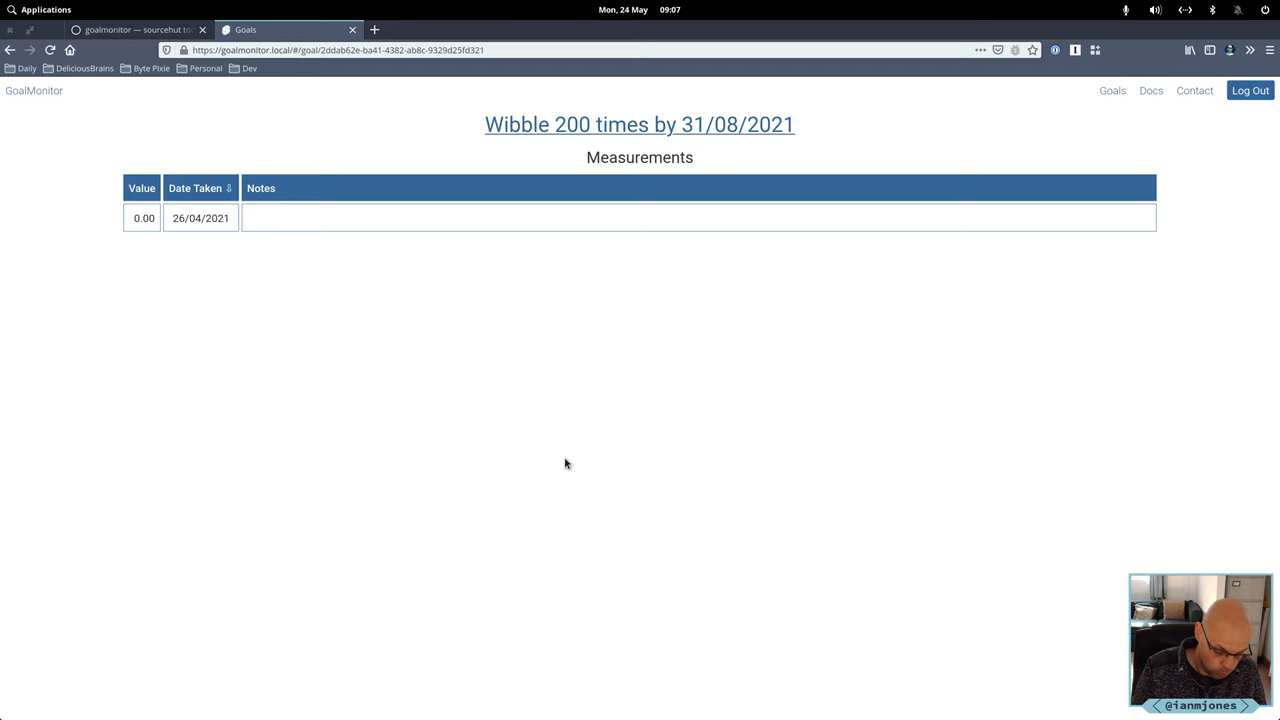 Applications
Mon, 24 May 09:07
goalmonitor — sourcehut to
Goals
https://goalmonitor.local/#/goal/2ddab62e-ba41-4382-ab8c-9329d25fd321
Daily DeliciousBrains Byte Pixie Personal Dev
GoalMonitor
Goals Docs Contact Log Out
Wibble 200 times by 31/08/2021
Measurements
Value Date Taken ⇩ Notes
0.00 26/04/2021
@ianmjones